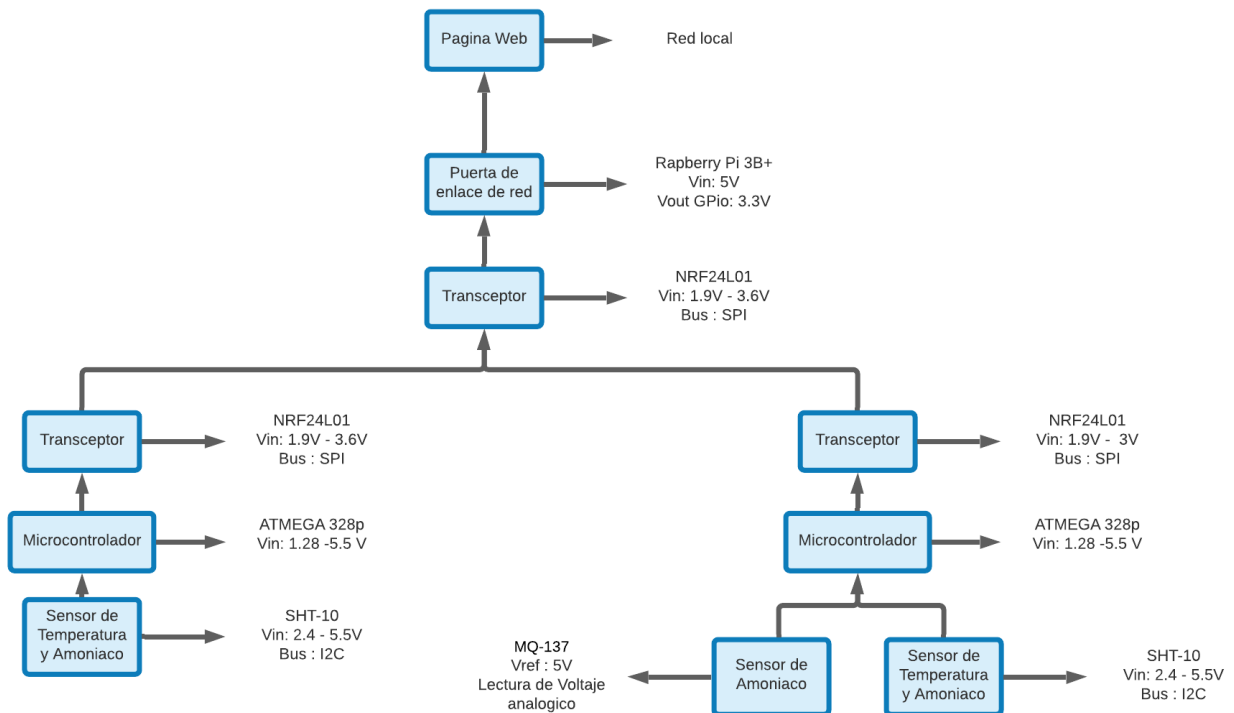 Pagina Web
Red local
Puerta de
enlace de red
Rapberry Pi 3B+
Vin: 5V
Vout GPio: 3.3V
Transceptor
NRF24L01
Vin: 1.9V - 3.6V
Bus : SPI
Transceptor
NRF24L01
Vin: 1.9V - 3.6V
Bus : SPI
Transceptor
NRF24L01
Vin: 1.9V -  3V
Bus : SPI
Microcontrolador
ATMEGA 328p
Vin: 1.28 -5.5 V
Microcontrolador
ATMEGA 328p
Vin: 1.28 -5.5 V
Sensor de
Temperatura
y Amoniaco
SHT-10
Vin: 2.4 - 5.5V
Bus : I2C
MQ-137
Vref : 5V
Lectura de Voltaje
analogico
Sensor de
Amoniaco
Sensor de
Temperatura
y Amoniaco
SHT-10
Vin: 2.4 - 5.5V
Bus : I2C